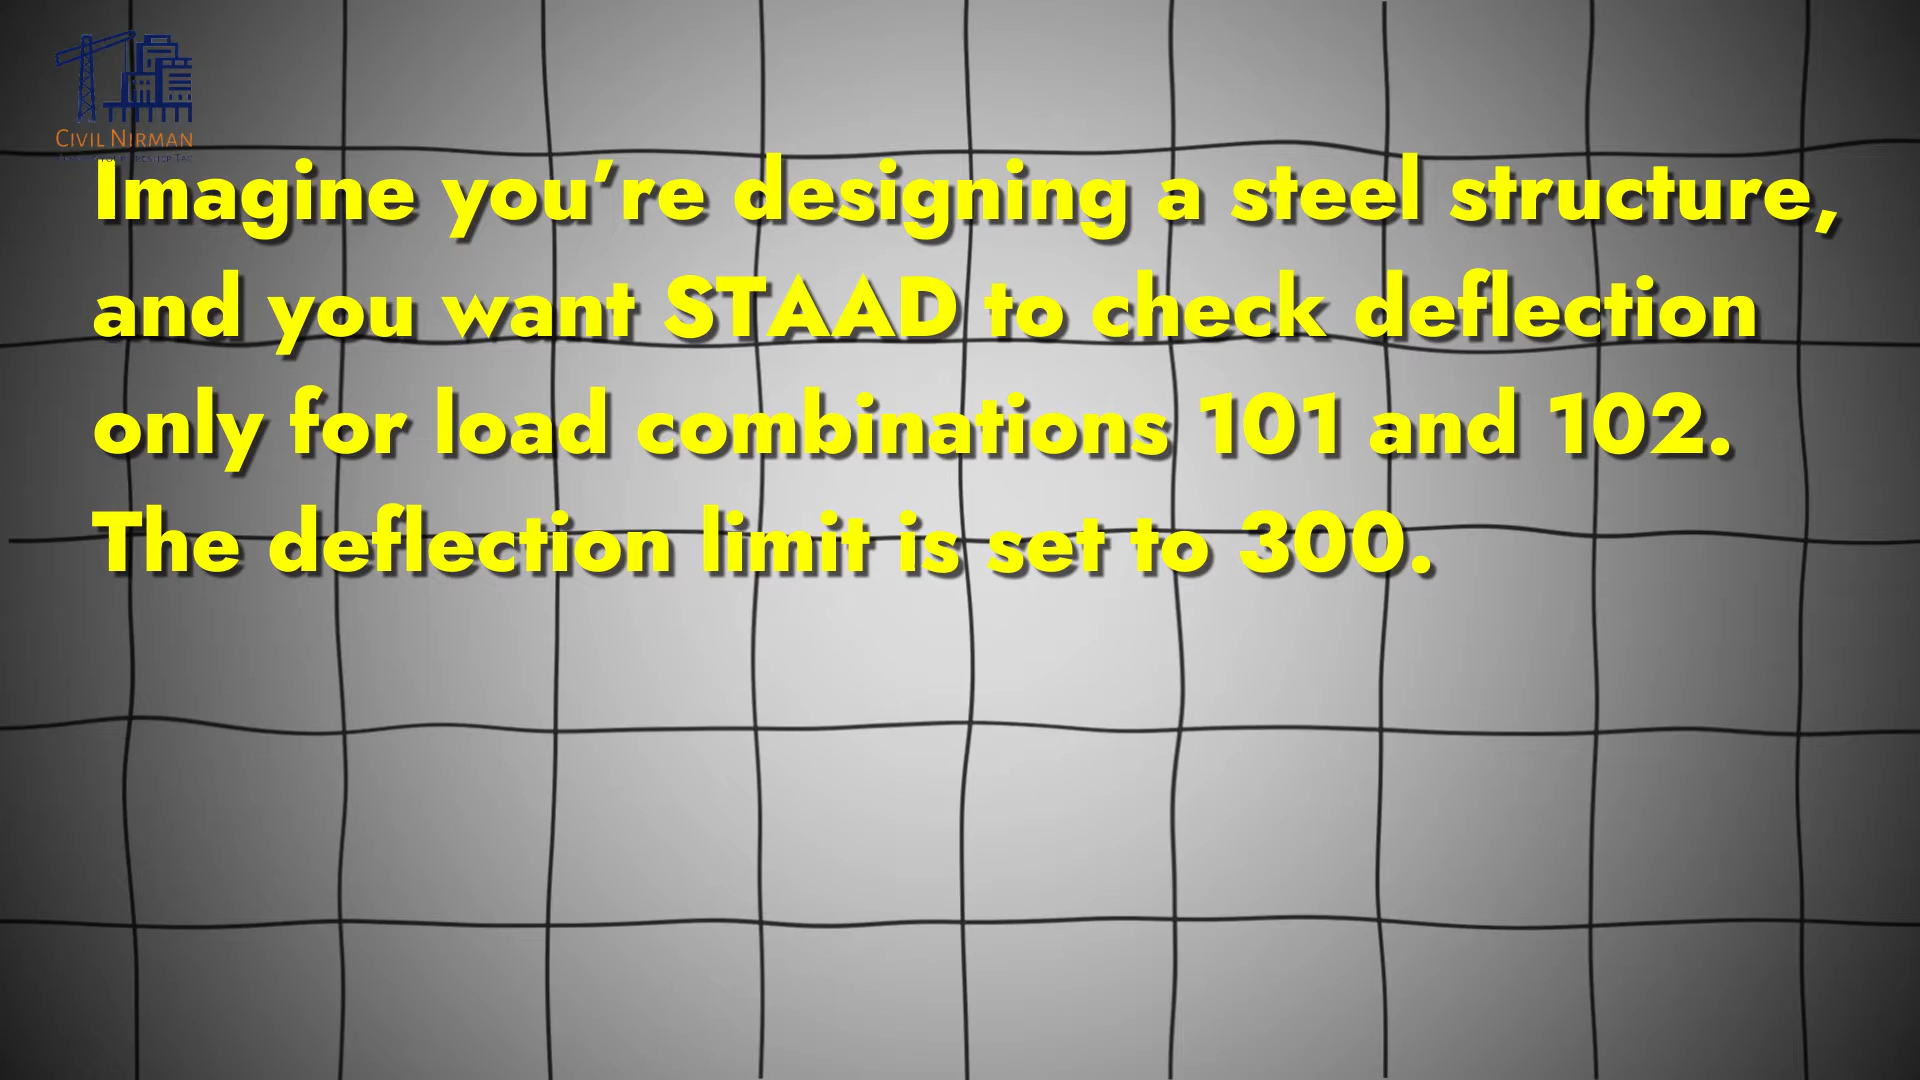 CIVIL NIRMAN
Imagine you’re designing a steel structure,
and you want STAAD to check deflection
only for load combinations 101 and 102.
The deflection limit is set to 300.